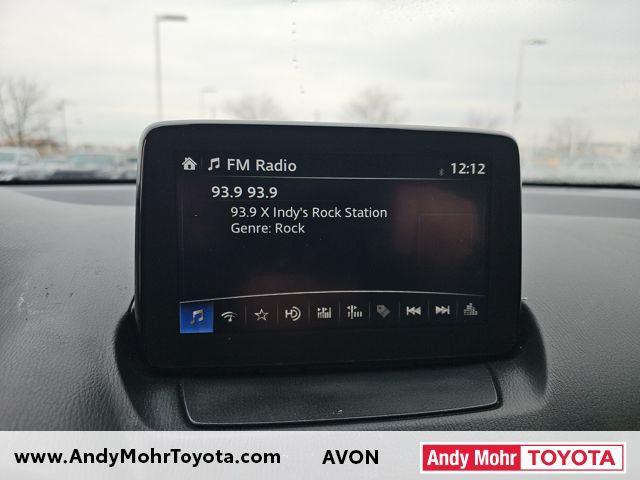 FM Radio 12:12
93.9 93.9
93.9 X Indy's Rock Station
Genre: Rock
HD
www.AndyMohrToyota.com AVON Andy Mohr TOYOTA